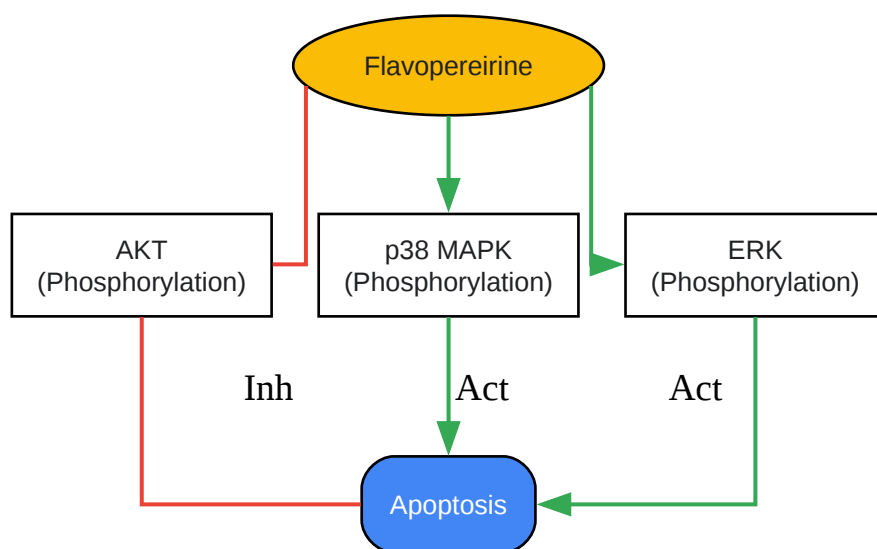 Flavopereirine
AKT
(Phosphorylation)
p38 MAPK
(Phosphorylation)
ERK
(Phosphorylation)
Inh
Act
Act
Apoptosis